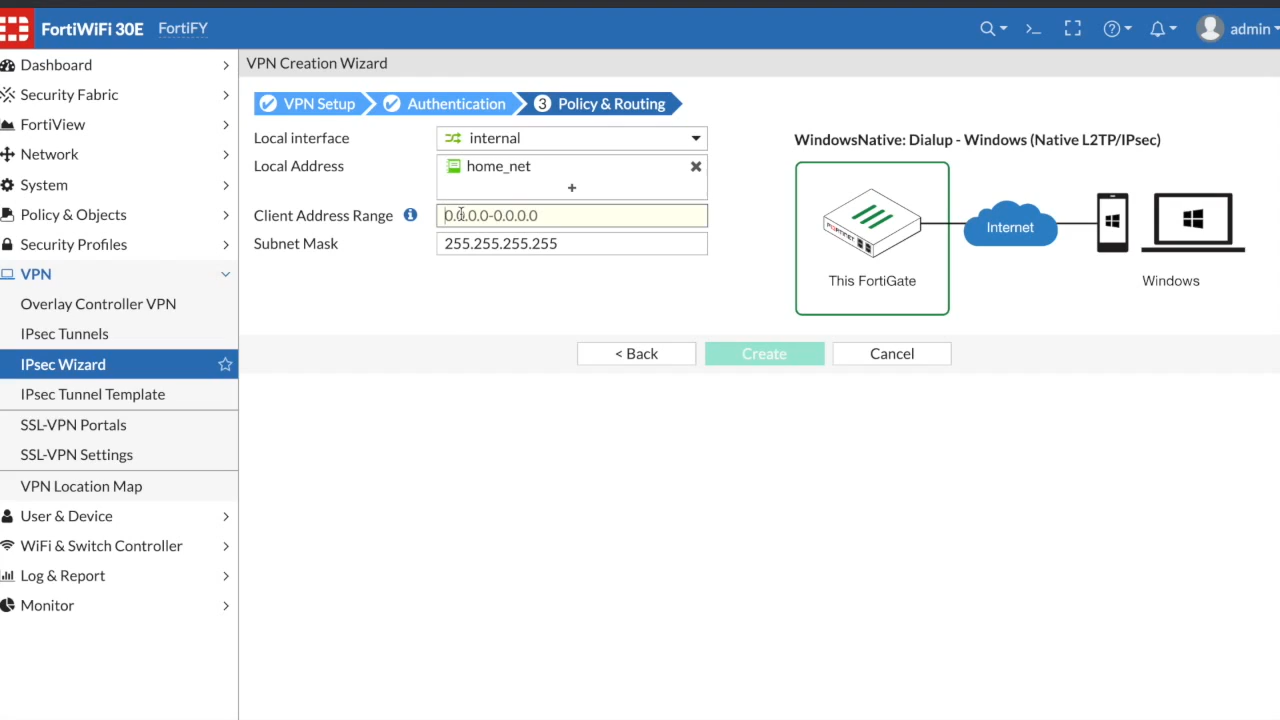 FortiWiFi 30E FortiFY
admin
Dashboard
Security Fabric
FortiView
Network
System
Policy & Objects
Security Profiles
VPN
Overlay Controller VPN
IPsec Tunnels
IPsec Wizard
IPsec Tunnel Template
SSL-VPN Portals
SSL-VPN Settings
VPN Location Map
User & Device
WiFi & Switch Controller
Log & Report
Monitor
VPN Creation Wizard
VPN Setup
Authentication
3 Policy & Routing
Local interface internal
Local Address home_net
Client Address Range 0.0.0.0-0.0.0.0
Subnet Mask 255.255.255.255
WindowsNative: Dialup - Windows (Native L2TP/IPsec)
FORTINET
Internet
This FortiGate
Windows
< Back
Create
Cancel